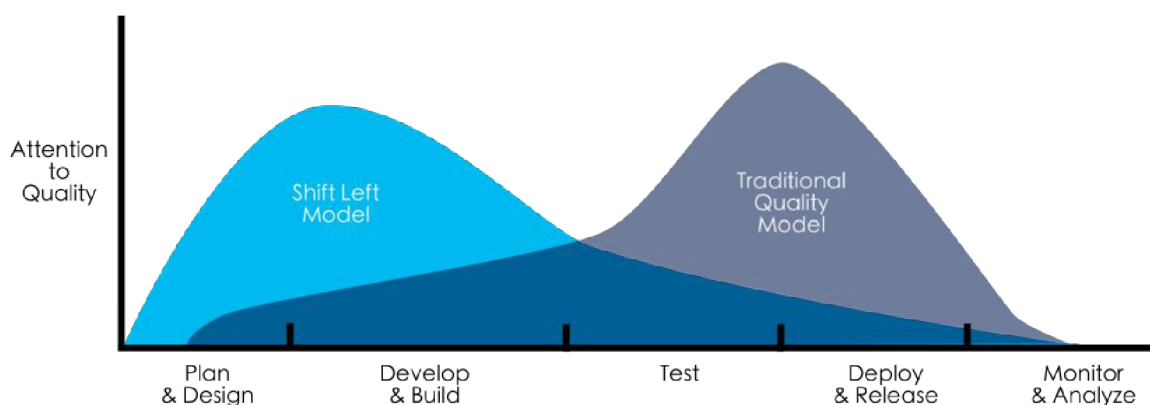 Attention
to
Quality
Shift Left
Model
Traditional
Quality
Model
Plan
& Design
Develop
& Build
Test
Deploy
& Release
Monitor
& Analyze